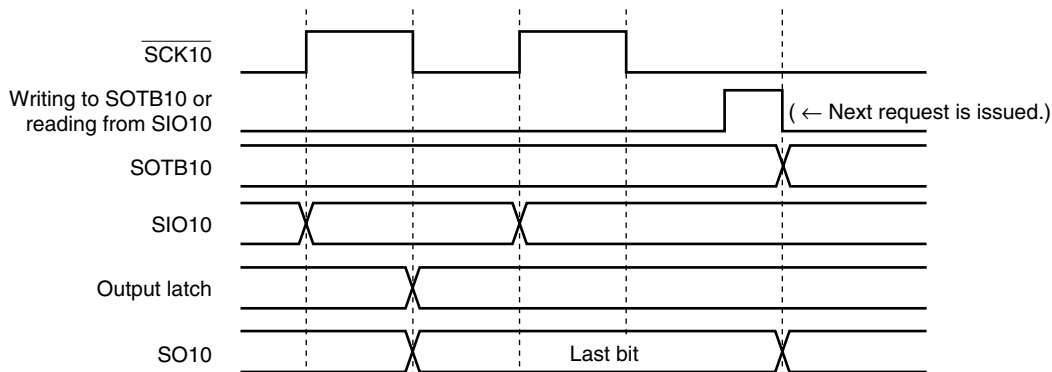 SCK10
Writing to SOTB10 or
reading from SIO10
( ← Next request is issued.)
SOTB10
SIO10
Output latch
SO10
Last bit